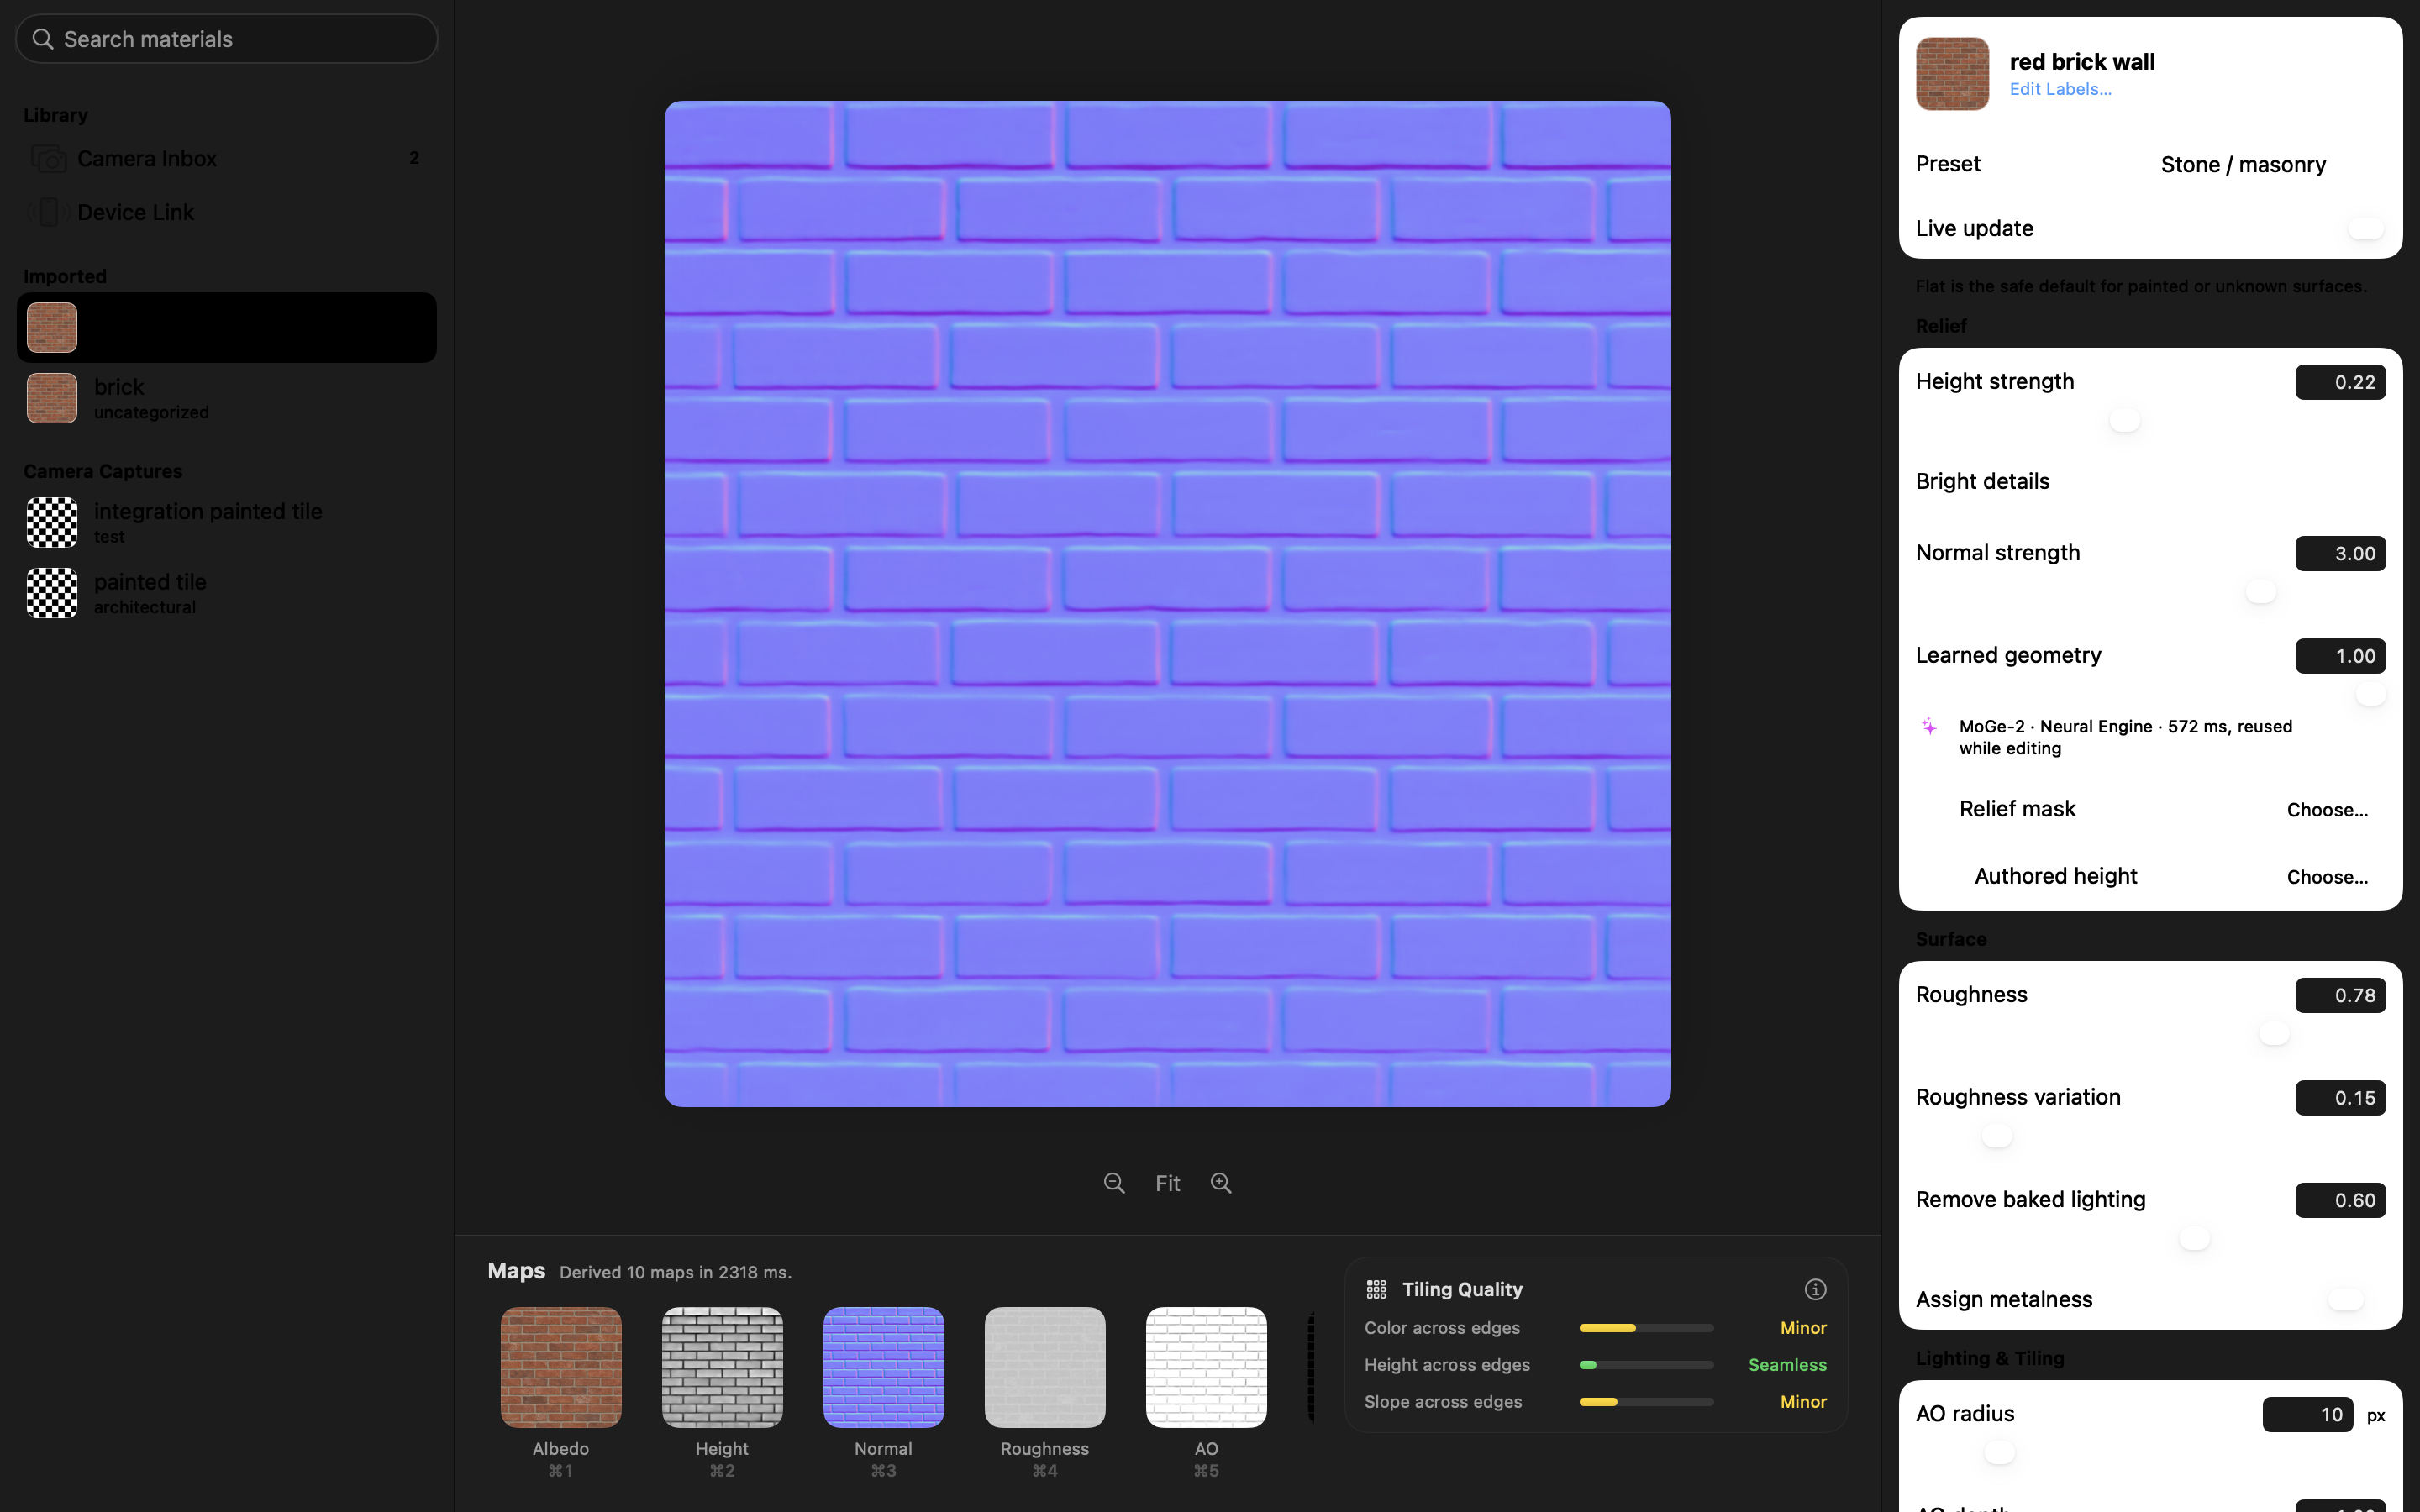 Search materials
Library
Camera Inbox
2
Device Link
Imported
brick
uncategorized
Camera Captures
integration painted tile
test
painted tile
architectural
Fit
Maps
Derived 10 maps in 2318 ms.
Albedo
⌘1
Height
⌘2
Normal
⌘3
Roughness
⌘4
AO
⌘5
Tiling Quality
Color across edges
Minor
Height across edges
Seamless
Slope across edges
Minor
red brick wall
Edit Labels...
Preset
Stone / masonry
Live update
Flat is the safe default for painted or unknown surfaces.
Relief
Height strength
0.22
Bright details
Normal strength
3.00
Learned geometry
1.00
MoGe-2 · Neural Engine · 572 ms, reused
while editing
Relief mask
Choose...
Authored height
Choose...
Surface
Roughness
0.78
Roughness variation
0.15
Remove baked lighting
0.60
Assign metalness
Lighting & Tiling
AO radius
10
px